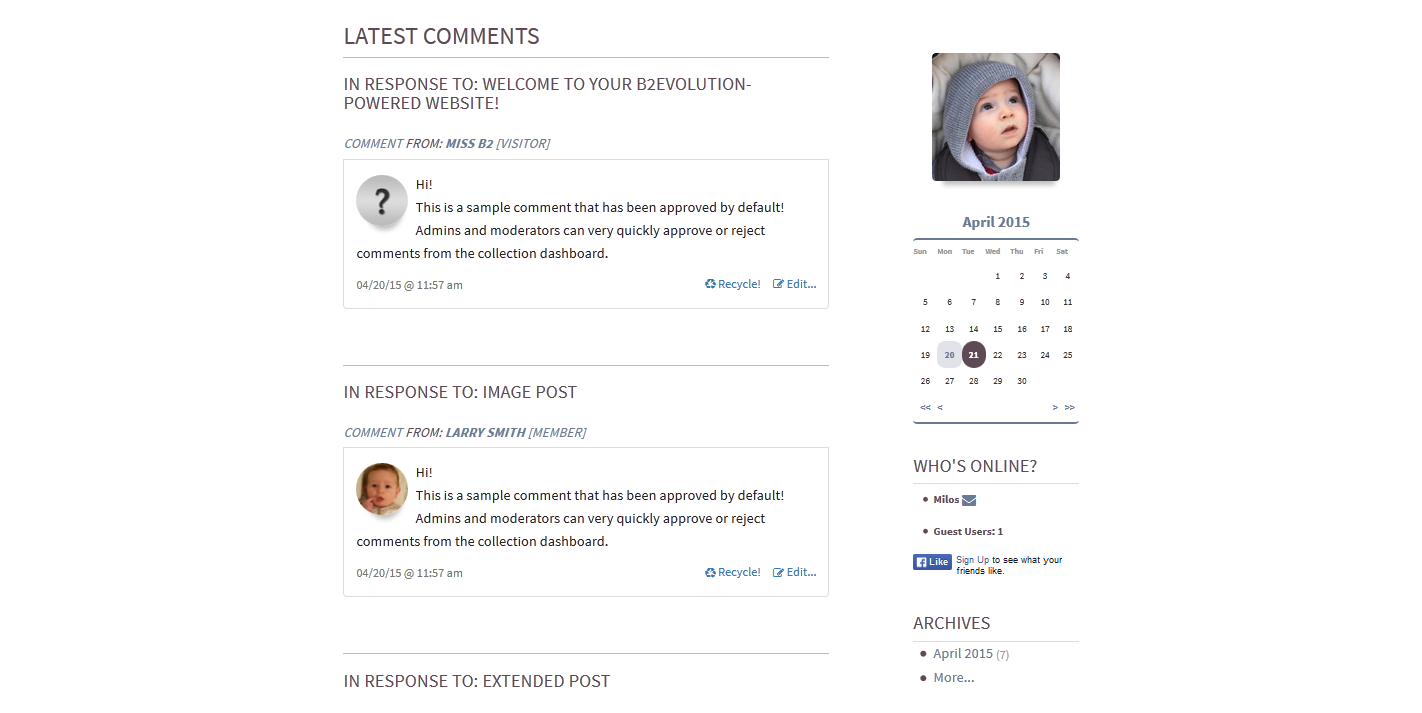 LATEST COMMENTS
IN RESPONSE TO: WELCOME TO YOUR B2EVOLUTION-
POWERED WEBSITE!
COMMENT FROM: MISS B2 [VISITOR]
?
Hi!
This is a sample comment that has been approved by default!
Admins and moderators can very quickly approve or reject
comments from the collection dashboard.
04/20/15 @ 11:57 am
Recycle! Edit...
IN RESPONSE TO: IMAGE POST
COMMENT FROM: LARRY SMITH [MEMBER]
Hi!
This is a sample comment that has been approved by default!
Admins and moderators can very quickly approve or reject
comments from the collection dashboard.
04/20/15 @ 11:57 am
Recycle! Edit...
IN RESPONSE TO: EXTENDED POST
April 2015
Sun Mon Tue Wed Thu Fri Sat
1 2 3 4
5 6 7 8 9 10 11
12 13 14 15 16 17 18
19 20 21 22 23 24 25
26 27 28 29 30
<< < > >>
WHO'S ONLINE?
Milos
Guest Users: 1
Like
Sign Up to see what your
friends like.
ARCHIVES
April 2015 (7)
More...